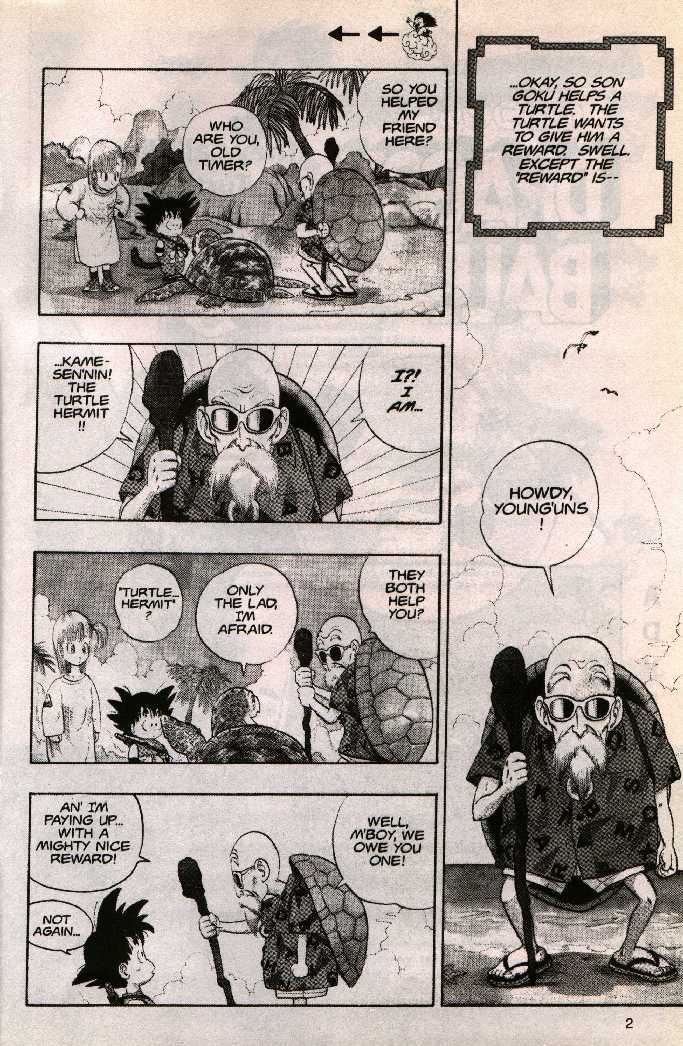 ...OKAY, SO SON
GOKU HELPS A
TURTLE. THE
TURTLE WANTS
TO GIVE HIM A
REWARD. SWELL.
EXCEPT THE
"REWARD" IS--
HOWDY,
YOUNG'UNS
!
SO YOU
HELPED
MY
FRIEND
HERE?
WHO
ARE YOU,
OLD
TIMER?
I?!
I
AM...
...KAME-
SEN'NIN!
THE
TURTLE
HERMIT
!!
THEY
BOTH
HELP
YOU?
ONLY
THE LAD,
I'M
AFRAID.
'TURTLE...
HERMIT'
?
WELL,
M'BOY, WE
OWE YOU
ONE!
AN' I'M
PAYING UP...
WITH A
MIGHTY NICE
REWARD!
NOT
AGAIN...
2